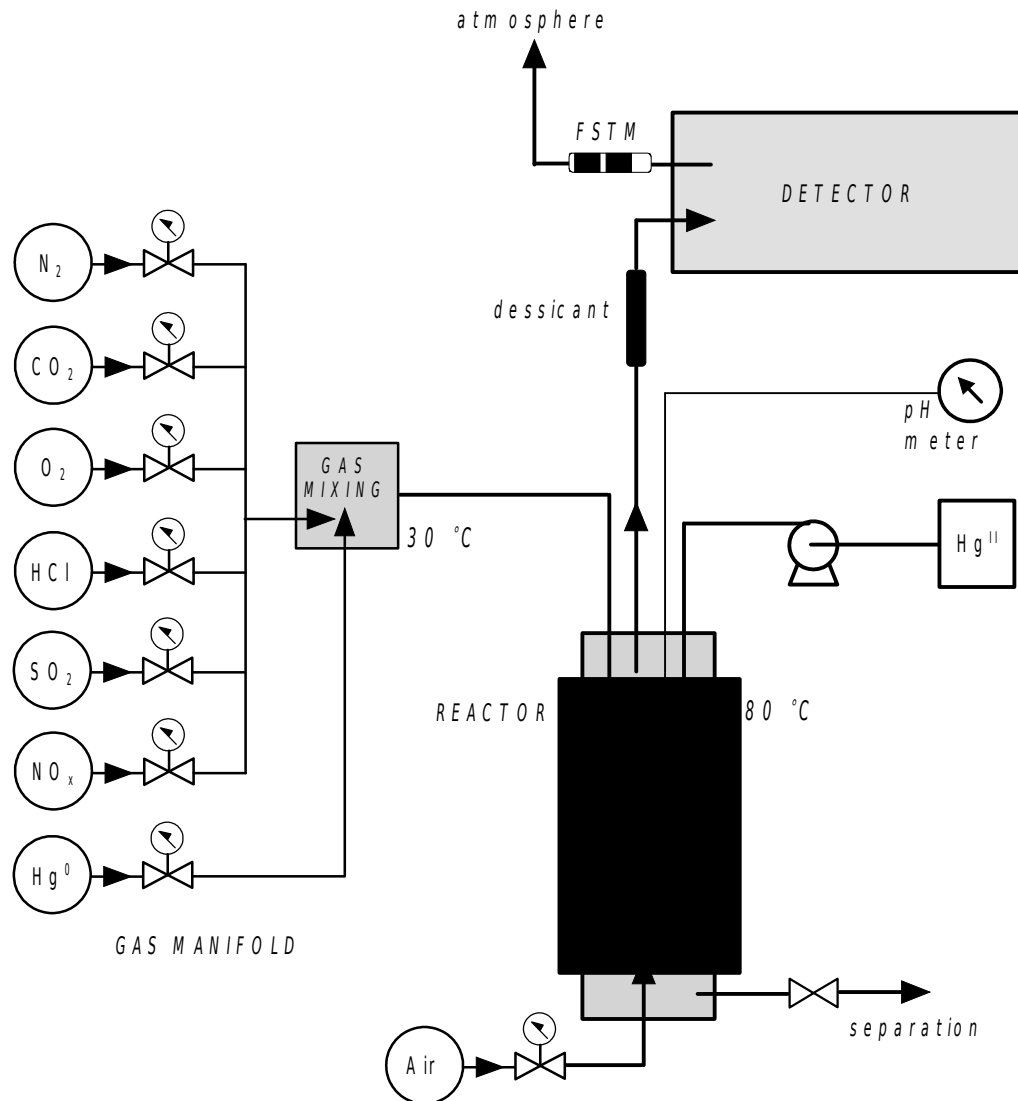 atmosphere
FSTM
DETECTOR
N₂
dessicant
CO₂
pH
meter
O₂
GAS
MIXING
30 °C
HCl
Hg^II
SO₂
REACTOR
80 °C
NOₓ
Hg⁰
GAS MANIFOLD
separation
Air